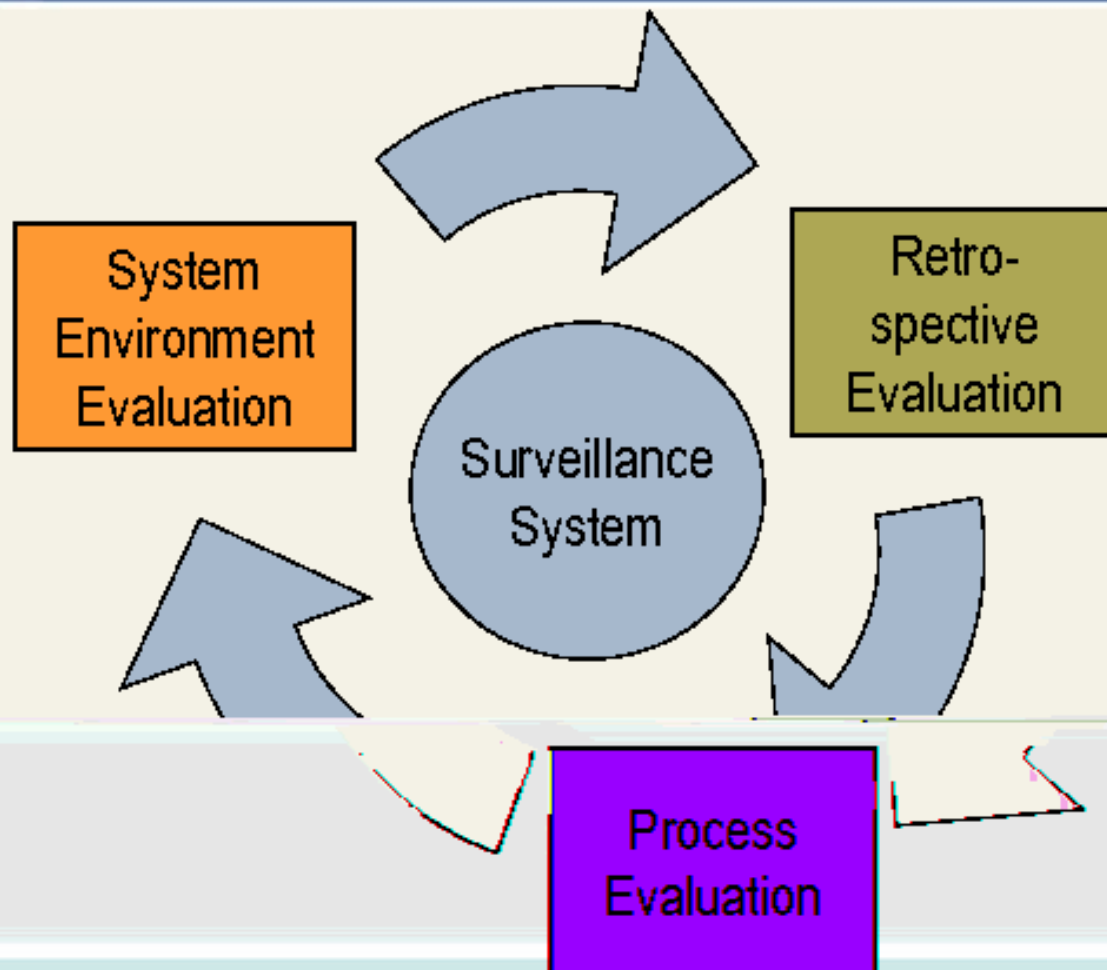 System
Environment
Evaluation
Retro-
spective
Evaluation
Surveillance
System
Process
Evaluation